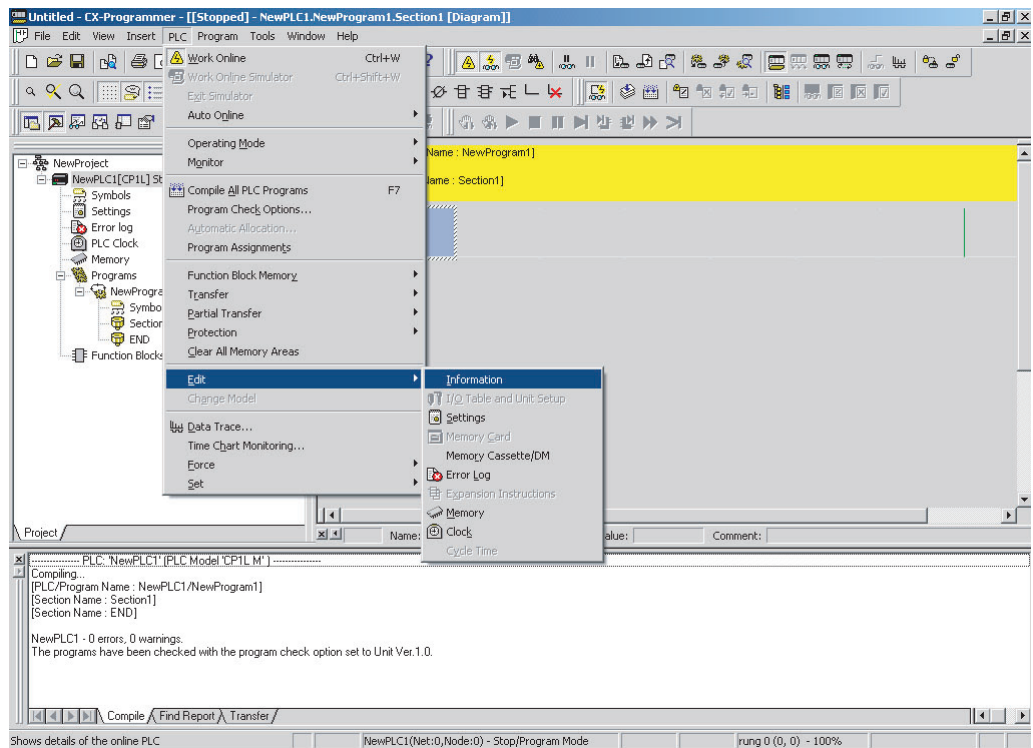 Untitled - CX-Programmer - [[Stopped] - NewPLC1.NewProgram1.Section1 [Diagram]]
File Edit View Insert PLC Program Tools Window Help
Work Online Ctrl+W
Work Online Simulator Ctrl+Shift+W
Exit Simulator
Auto Online
Operating Mode
Monitor
Compile All PLC Programs F7
Program Check Options...
Automatic Allocation...
Program Assignments
Function Block Memory
Transfer
Partial Transfer
Protection
Clear All Memory Areas
Edit
Change Model
Data Trace...
Time Chart Monitoring...
Force
Set
Information
I/O Table and Unit Setup
Settings
Memory Card
Memory Cassette/DM
Error Log
Expansion Instructions
Memory
Clock
Cycle Time
NewProject
NewPLC1[CP1L] St
Symbols
Settings
Error log
PLC Clock
Memory
Programs
NewProgra
Symbo
Section
END
Function Blocks
Name : NewProgram1]
Name : Section1]
Project
Name: alue: Comment:
--------------- PLC: 'NewPLC1' (PLC Model 'CP1L M' ) ---------------
Compiling...
[PLC/Program Name : NewPLC1/NewProgram1]
[Section Name : Section1]
[Section Name : END]
NewPLC1 - 0 errors, 0 warnings.
The programs have been checked with the program check option set to Unit Ver.1.0.
Compile Find Report Transfer
Shows details of the online PLC NewPLC1(Net:0,Node:0) - Stop/Program Mode rung 0 (0, 0) - 100%